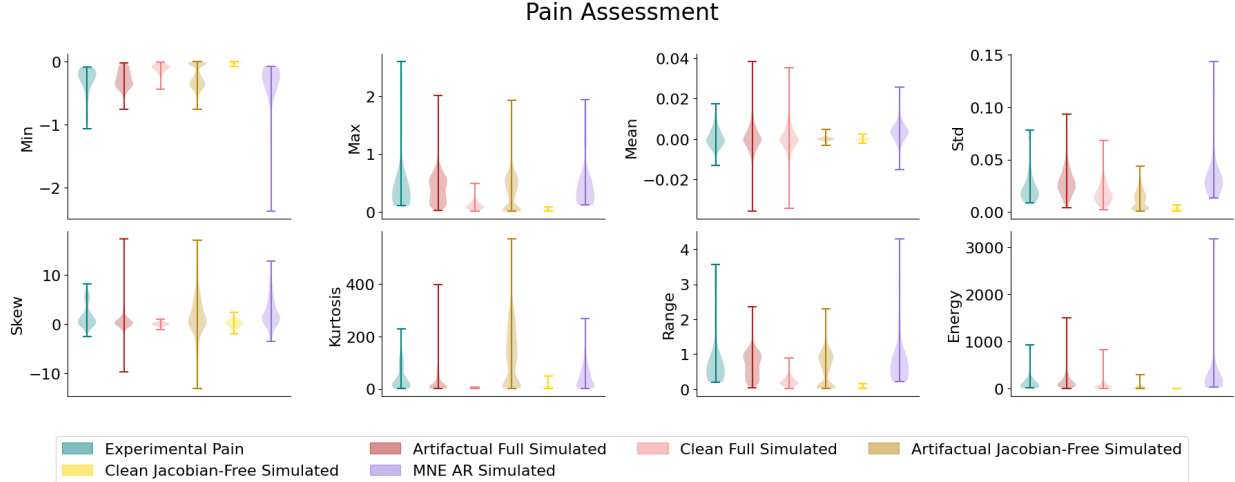 Pain Assessment
Min
0
−1
−2
Max
2
1
0
Mean
0.04
0.02
0.00
−0.02
Std
0.15
0.10
0.05
0.00
Skew
10
0
−10
Kurtosis
400
200
0
Range
4
3
2
1
0
Energy
3000
2000
1000
0
Experimental Pain
Artifactual Full Simulated
Clean Full Simulated
Artifactual Jacobian-Free Simulated
Clean Jacobian-Free Simulated
MNE AR Simulated